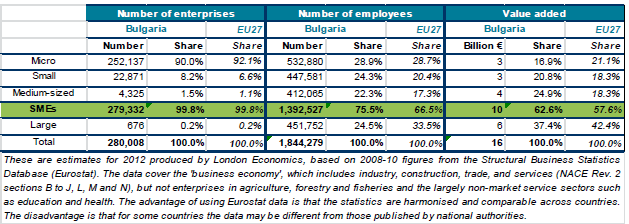 Number of enterprises Number of employees Value added
Bulgaria EU27 Bulgaria EU27 Bulgaria EU27
Number Share Share Number Share Share Billion € Share Share
Micro 252,137 90.0% 92.1% 532,880 28.9% 28.7% 3 16.9% 21.1%
Small 22,871 8.2% 6.6% 447,581 24.3% 20.4% 3 20.8% 18.3%
Medium-sized 4,325 1.5% 1.1% 412,065 22.3% 17.3% 4 24.9% 18.3%
SMEs 279,332 99.8% 99.8% 1,392,527 75.5% 66.5% 10 62.6% 57.6%
Large 676 0.2% 0.2% 451,752 24.5% 33.5% 6 37.4% 42.4%
Total 280,008 100.0% 100.0% 1,844,279 100.0% 100.0% 16 100.0% 100.0%
These are estimates for 2012 produced by London Economics, based on 2008-10 figures from the Structural Business Statistics
Database (Eurostat). The data cover the 'business economy', which includes industry, construction, trade, and services (NACE Rev. 2
sections B to J, L, M and N), but not enterprises in agriculture, forestry and fisheries and the largely non-market service sectors such
as education and health. The advantage of using Eurostat data is that the statistics are harmonised and comparable across countries.
The disadvantage is that for some countries the data may be different from those published by national authorities.